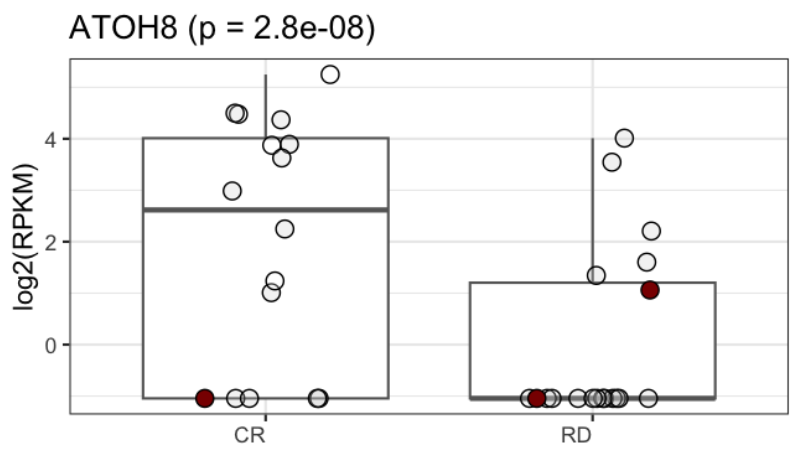 ATOH8 (p = 2.8e-08)
log2(RPKM)
4
2
0
CR RD